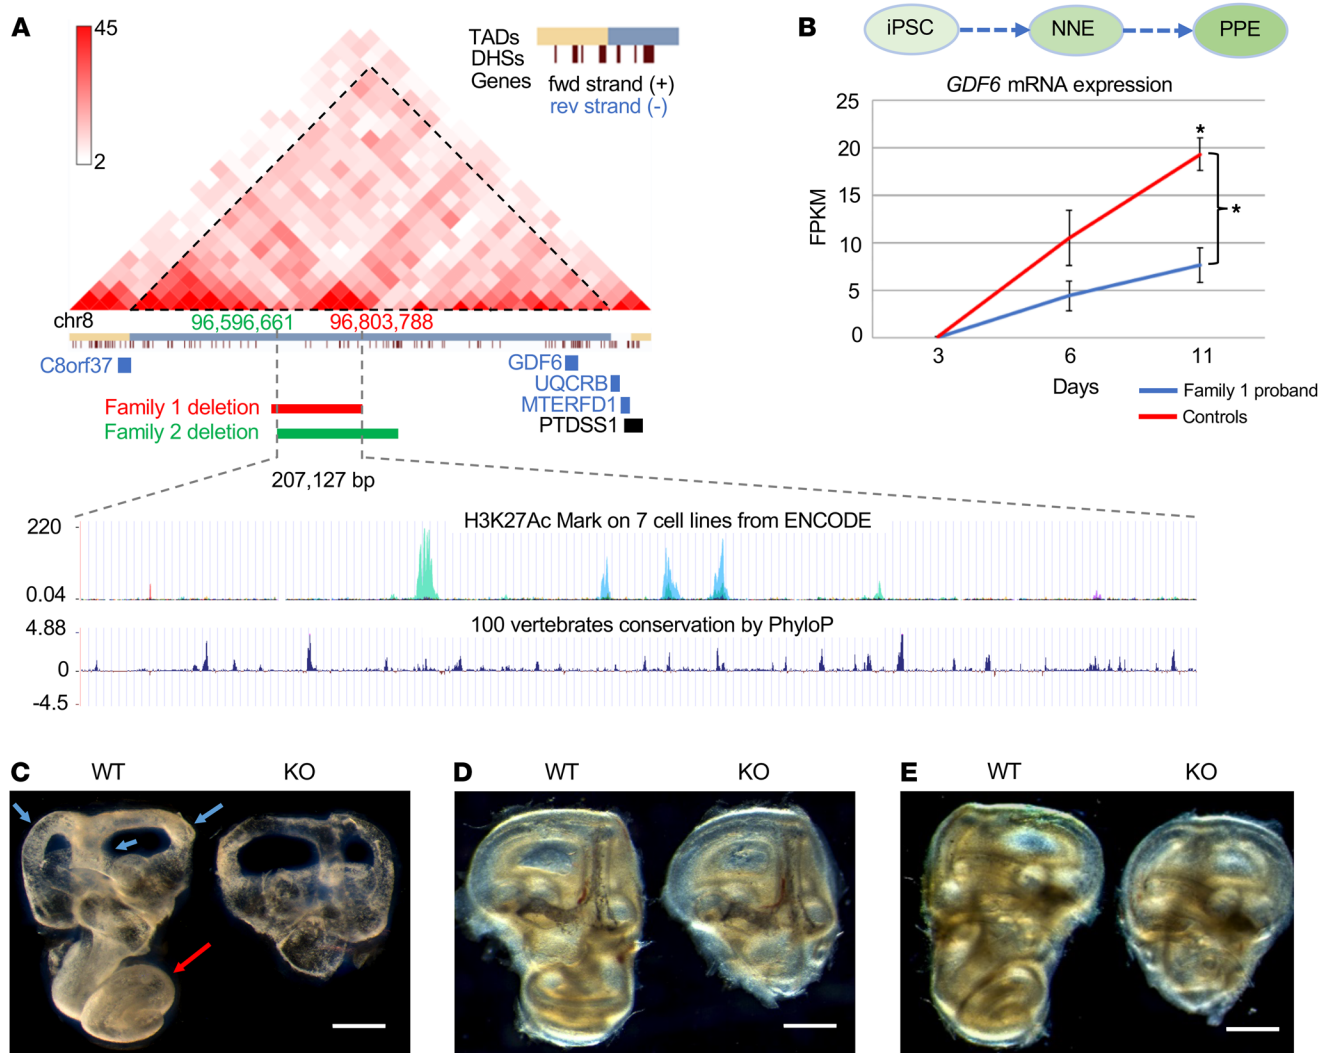 A
45
2
TADs
DHSs
Genes
fwd strand (+)
rev strand (-)
chr8
96,596,661
96,803,788
C8orf37
GDF6
UQCRB
MTERFD1
PTDSS1
Family 1 deletion
Family 2 deletion
207,127 bp
220
H3K27Ac Mark on 7 cell lines from ENCODE
0.04
4.88
100 vertebrates conservation by PhyloP
0
-4.5
B
iPSC
NNE
PPE
GDF6 mRNA expression
25
20
15
10
5
0
FPKM
*
*
3
6
11
Days
Family 1 proband
Controls
C
WT
KO
D
WT
KO
E
WT
KO